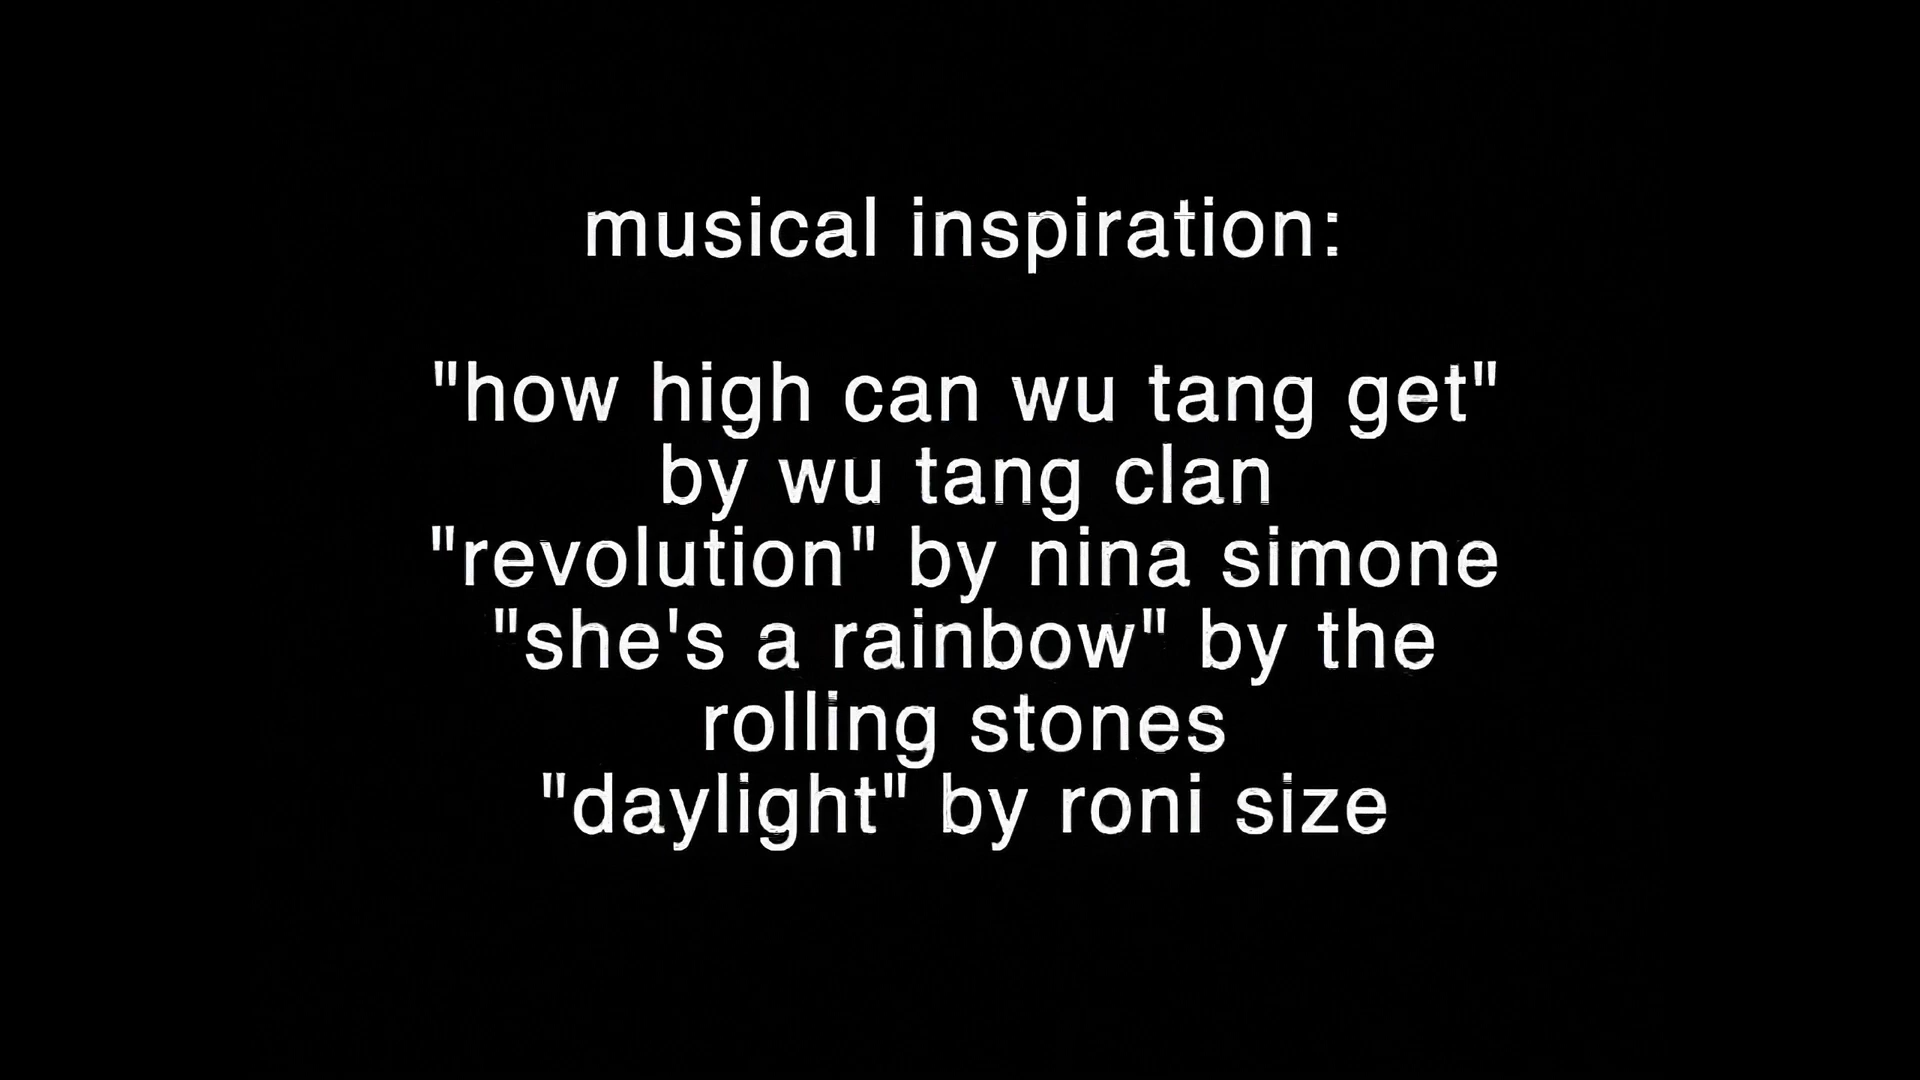 musical inspiration:
"how high can wu tang get"
by wu tang clan
"revolution" by nina simone
"she's a rainbow" by the
rolling stones
"daylight" by roni size